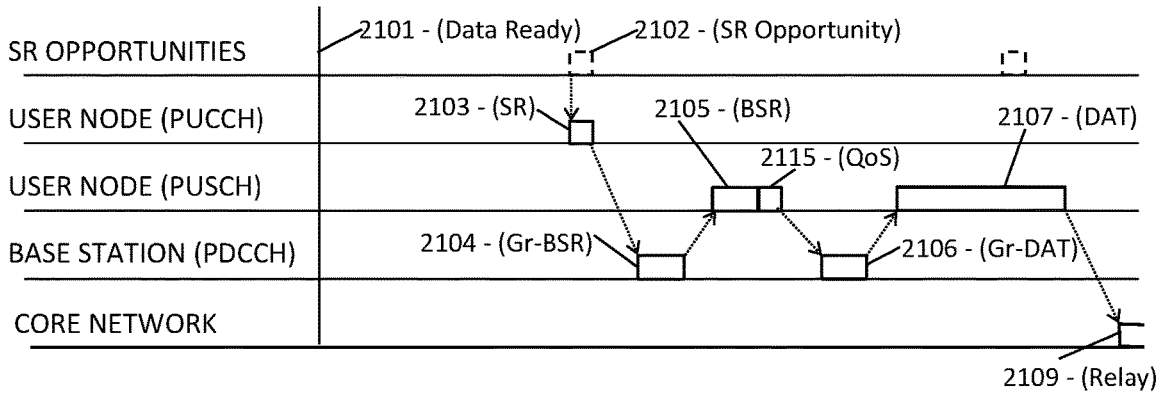 2101 - (Data Ready)
2102 - (SR Opportunity)
SR OPPORTUNITIES
2103 - (SR)
2105 - (BSR)
2107 - (DAT)
USER NODE (PUCCH)
2115 - (QoS)
USER NODE (PUSCH)
2104 - (Gr-BSR)
2106 - (Gr-DAT)
BASE STATION (PDCCH)
CORE NETWORK
2109 - (Relay)